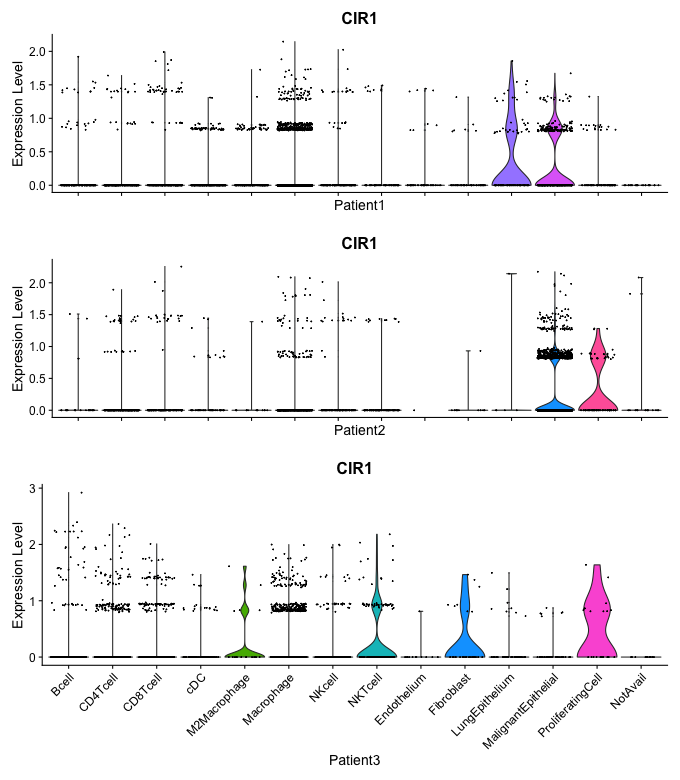 CIR1
Expression Level
2.0
1.5
1.0
0.5
0.0
Patient1
CIR1
Expression Level
2.0
1.5
1.0
0.5
0.0
Patient2
CIR1
Expression Level
3
2
1
0
Bcell
CD4Tcell
CD8Tcell
cDC
M2Macrophage
Macrophage
NKcell
NKTcell
Endothelium
Fibroblast
LungEpithelium
MalignantEpithelial
ProliferatingCell
NotAvail
Patient3